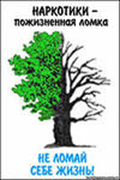 НАРКОТИКИ –
пожизненная ломка
НЕ ЛОМАЙ
СЕБЕ ЖИЗНЬ!